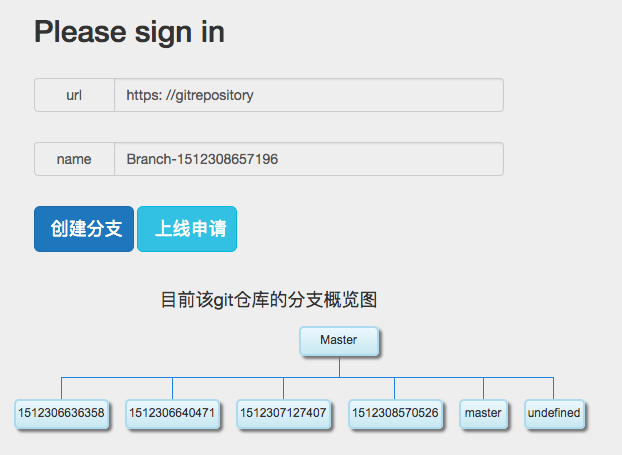 Please sign in
url https: //gitrepository
name Branch-1512308657196
创建分支 上线申请
目前该git仓库的分支概览图
Master
1512306636358 1512306640471 1512307127407 1512308570526 master undefined